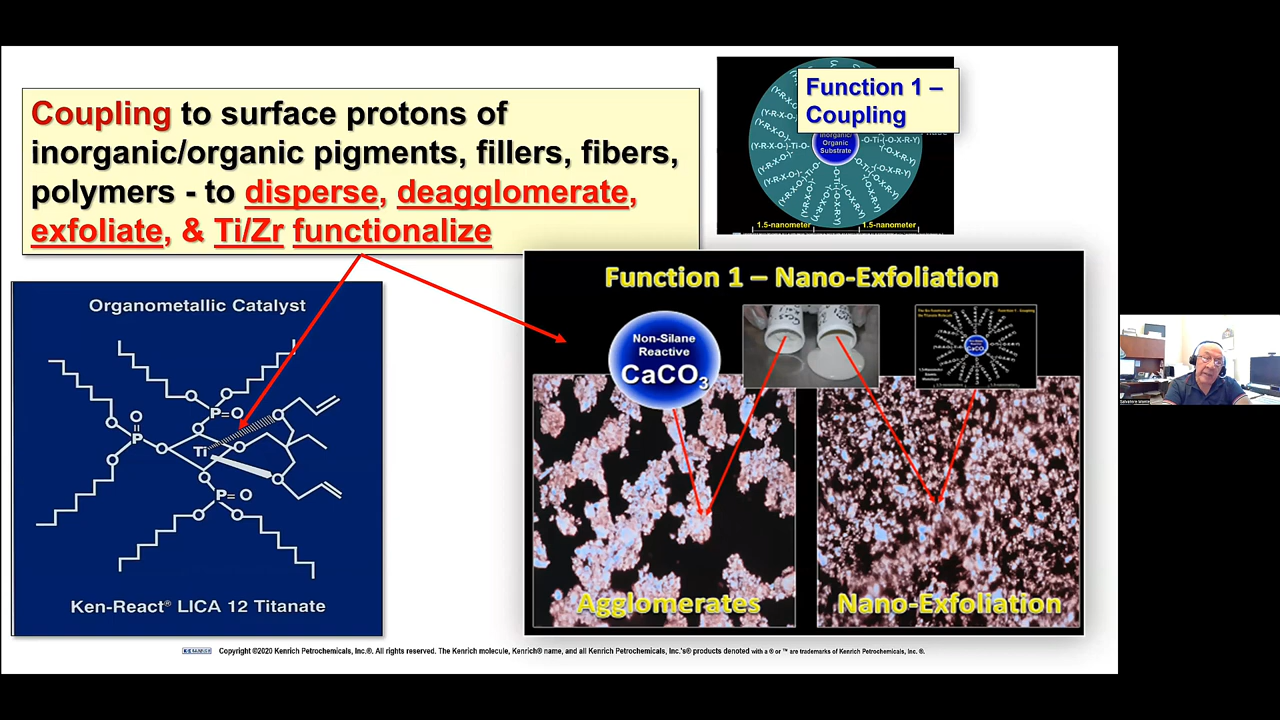 Coupling to surface protons of
inorganic/organic pigments, fillers, fibers,
polymers - to disperse, deagglomerate,
exfoliate, & Ti/Zr functionalize
Function 1 –
Coupling
Inorganic/
Organic
Substrate
1.5-nanometer
1.5-nanometer
Organometallic Catalyst
P=O
O
P
Ti
P=O
Ken-React® LICA 12 Titanate
Function 1 – Nano-Exfoliation
Non-Silane
Reactive
CaCO3
Function 1 - Coupling
CaCO3
Agglomerates
Nano-Exfoliation
Copyright ©2020 Kenrich Petrochemicals, Inc.®. All rights reserved. The Kenrich molecule, Kenrich® name, and all Kenrich Petrochemicals, Inc.'s® products denoted with a ® or ™ are trademarks of Kenrich Petrochemicals, Inc. ®.